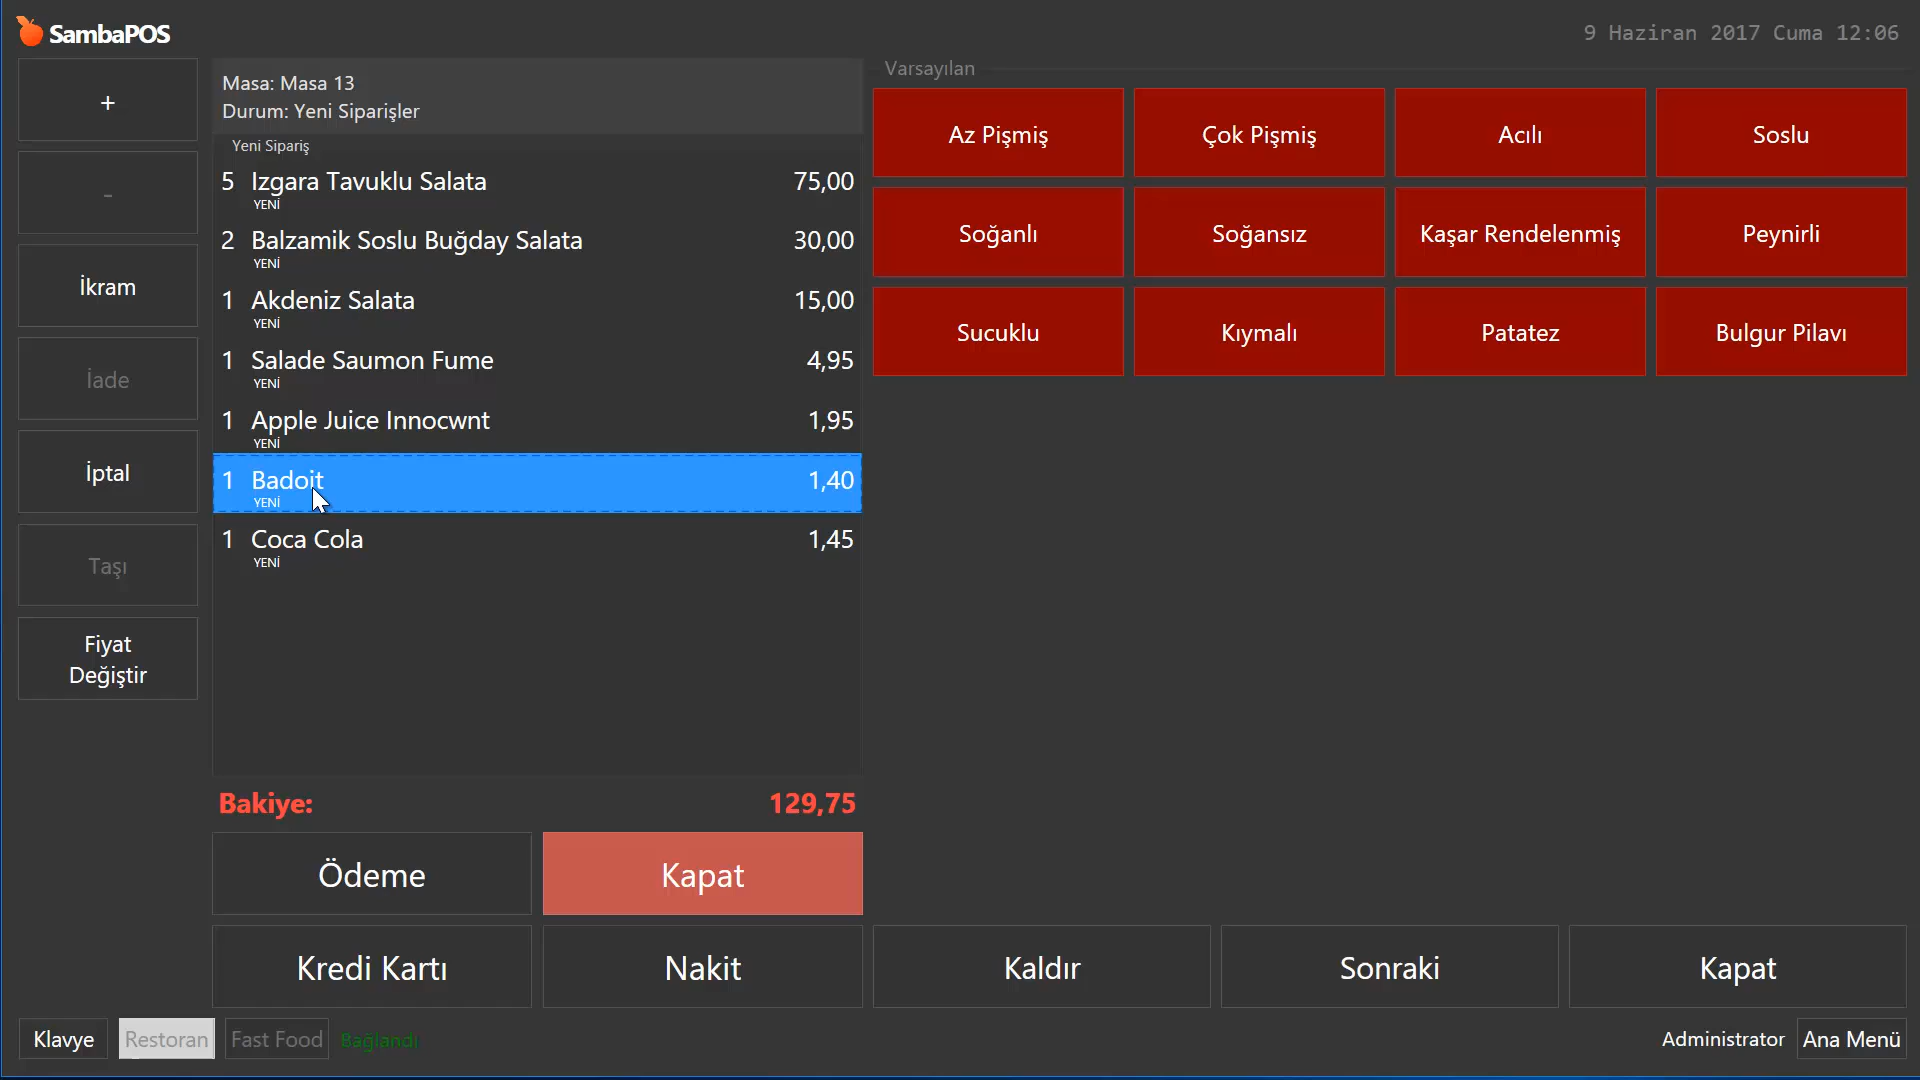 SambaPOS
9 Haziran 2017 Cuma 12:06
+
-
İkram
İade
İptal
Taşı
Fiyat
Değiştir
Masa: Masa 13
Durum: Yeni Siparişler
Yeni Sipariş
5 Izgara Tavuklu Salata 75,00
YENİ
2 Balzamik Soslu Buğday Salata 30,00
YENİ
1 Akdeniz Salata 15,00
YENİ
1 Salade Saumon Fume 4,95
YENİ
1 Apple Juice Innocwnt 1,95
YENİ
1 Badoit 1,40
YENİ
1 Coca Cola 1,45
YENİ
Bakiye: 129,75
Ödeme Kapat
Kredi Kartı Nakit
Varsayılan
Az Pişmiş Çok Pişmiş Acılı Soslu
Soğanlı Soğansız Kaşar Rendelenmiş Peynirli
Sucuklu Kıymalı Patatez Bulgur Pilavı
Kaldır Sonraki Kapat
Klavye Restoran Fast Food Bağlandı
Administrator Ana Menü